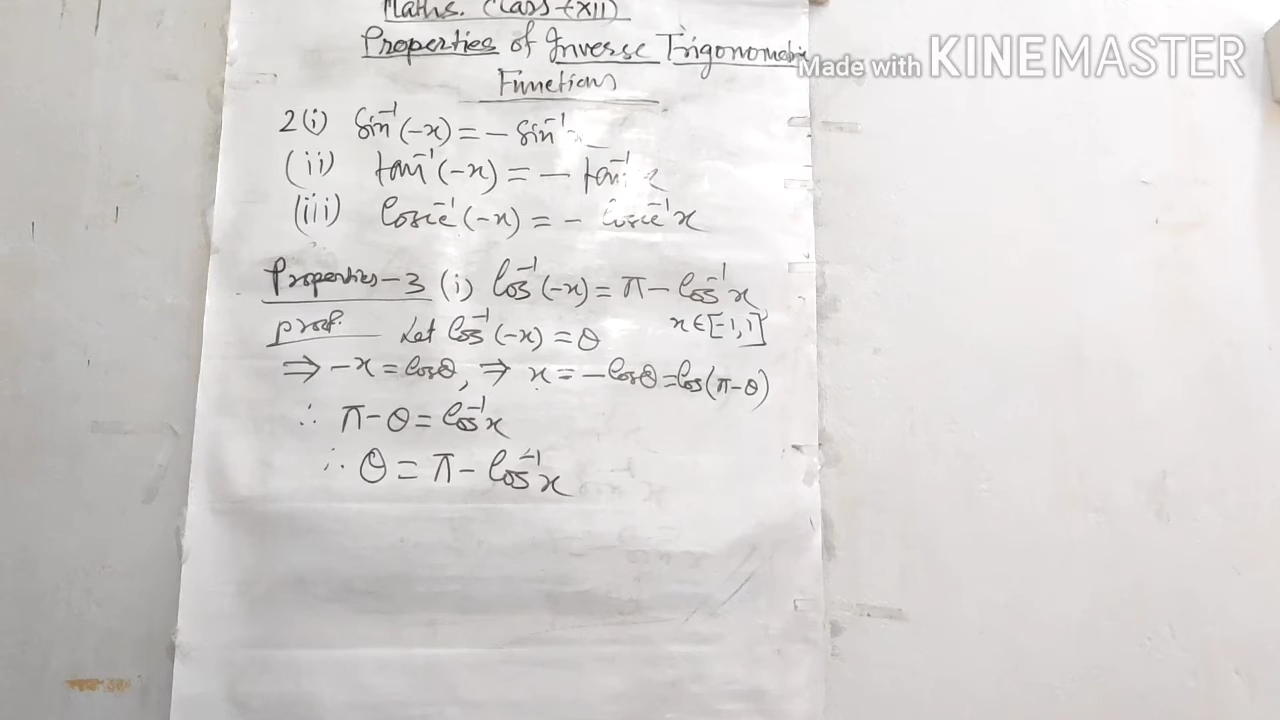 Maths. Class-(XII)
Properties of Inverse Trigonometric
Functions
Made with KINEMASTER
2(i) Sin⁻¹(-x) = - Sin⁻¹x
(ii) tan⁻¹(-x) = - tan⁻¹x
(iii) Cosec⁻¹(-x) = - Cosec⁻¹x
Properties-3 (i) Cos⁻¹(-x) = π - Cos⁻¹x
x∈[-1,1]
proof. Let Cos⁻¹(-x) = θ
⇒ -x = Cosθ, ⇒ x = -Cosθ = Cos(π-θ)
∴ π-θ = Cos⁻¹x
∴ θ = π - Cos⁻¹x